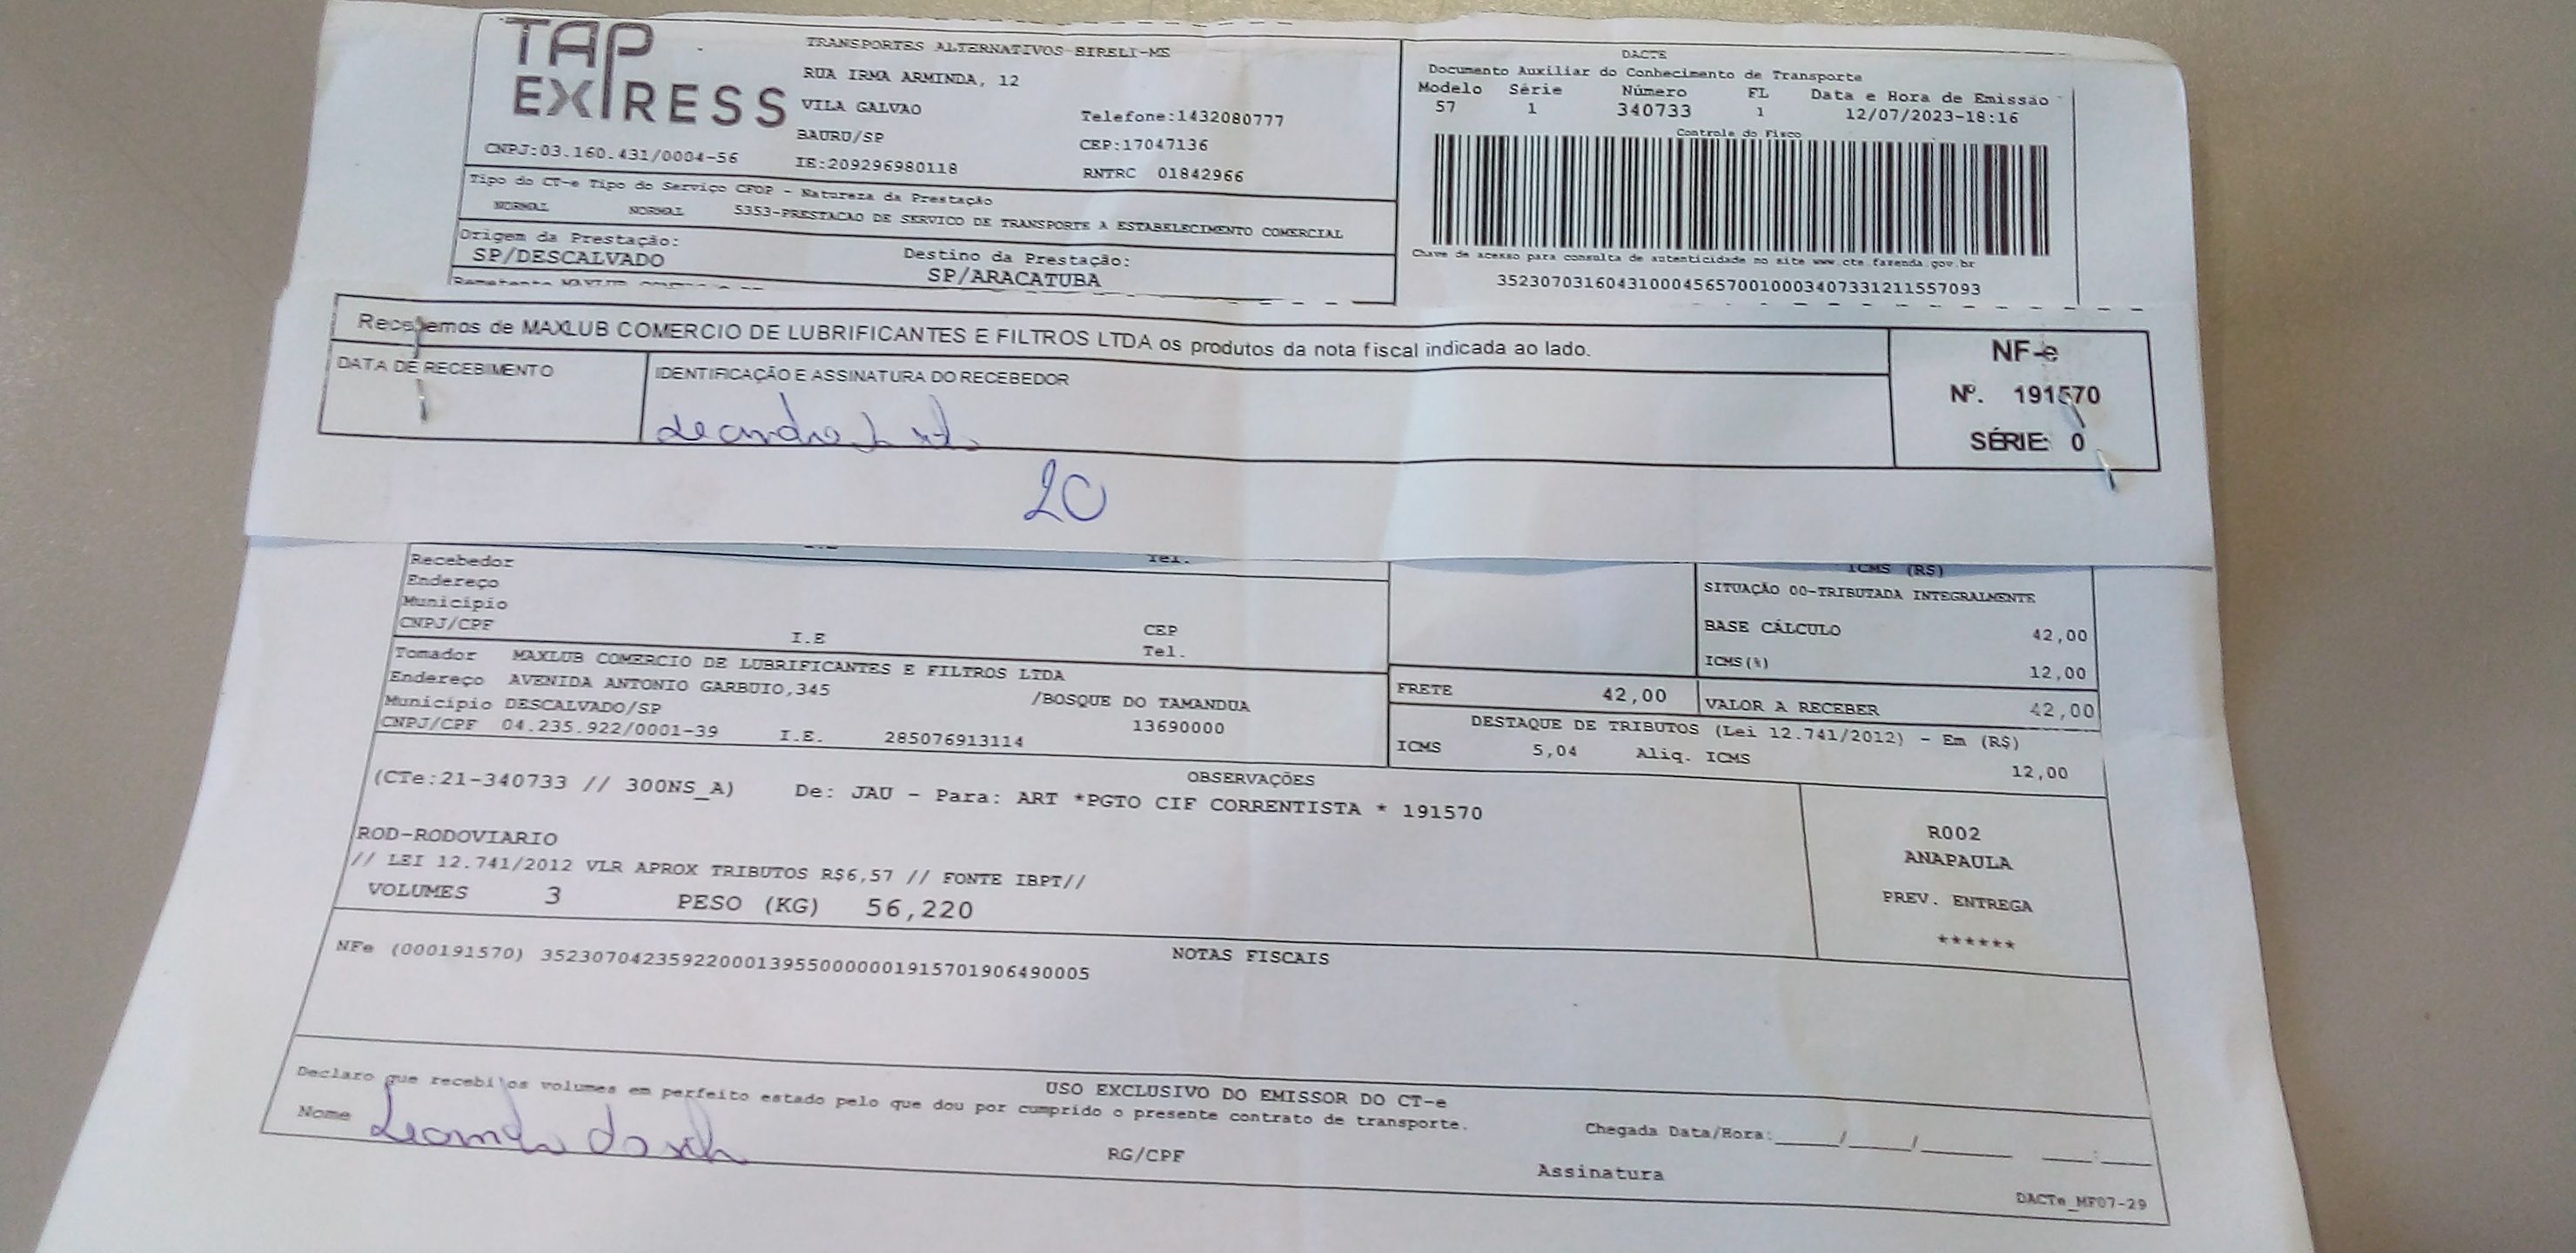 TAP
EXPRESS
TRANSPORTES ALTERNATIVOS EIRELI-ME
RUA IRMA ARMINDA, 12
VILA GALVAO
Telefone:1432080777
BAURU/SP
CEP:17047136
CNPJ:03.160.431/0004-56
IE:209296980118
RNTRC 01842966
DACTE
Documento Auxiliar do Conhecimento de Transporte
Modelo Série Número FL Data e Hora de Emissão
57 1 340733 1 12/07/2023-18:16
Controle do Fisco
Chave de acesso para consulta de autenticidade no site www.cte.fazenda.gov.br
35230703160431000456570010003407331211557093
Tipo do CT-e Tipo do Serviço CFOP - Natureza da Prestação
NORMAL NORMAL 5353-PRESTACAO DE SERVICO DE TRANSPORTE A ESTABELECIMENTO COMERCIAL
Origem da Prestação: Destino da Prestação:
SP/DESCALVADO SP/ARACATUBA
Remetente MAXLUB
Recebemos de MAXLUB COMERCIO DE LUBRIFICANTES E FILTROS LTDA os produtos da nota fiscal indicada ao lado.
DATA DE RECEBIMENTO
IDENTIFICAÇÃO E ASSINATURA DO RECEBEDOR
NF-e
Nº. 191570
SÉRIE: 0
20
Tel.
Recebedor
Endereço
Município
CNPJ/CPF I.E CEP
Tel.
ICMS (R$)
SITUAÇÃO 00-TRIBUTADA INTEGRALMENTE
BASE CÁLCULO 42,00
ICMS(%) 12,00
Tomador MAXLUB COMERCIO DE LUBRIFICANTES E FILTROS LTDA
Endereço AVENIDA ANTONIO GARBUIO,345 /BOSQUE DO TAMANDUA
Município DESCALVADO/SP 13690000
CNPJ/CPF 04.235.922/0001-39 I.E. 285076913114
FRETE 42,00 VALOR A RECEBER 42,00
DESTAQUE DE TRIBUTOS (Lei 12.741/2012) - Em (R$)
ICMS 5,04 Aliq. ICMS 12,00
OBSERVAÇÕES
(CTe:21-340733 // 300NS_A) De: JAU - Para: ART *PGTO CIF CORRENTISTA * 191570
ROD-RODOVIARIO
// LEI 12.741/2012 VLR APROX TRIBUTOS R$6,57 // FONTE IBPT//
VOLUMES 3 PESO (KG) 56,220
R002
ANAPAULA
PREV. ENTREGA
******
NOTAS FISCAIS
NFe (000191570) 35230704235922000139550000001915701906490005
USO EXCLUSIVO DO EMISSOR DO CT-e
Declaro que recebi os volumes em perfeito estado pelo que dou por cumprido o presente contrato de transporte.
Nome
RG/CPF
Chegada Data/Hora:_____/_____/_______ ____:____
Assinatura
DACTe_MF07-29